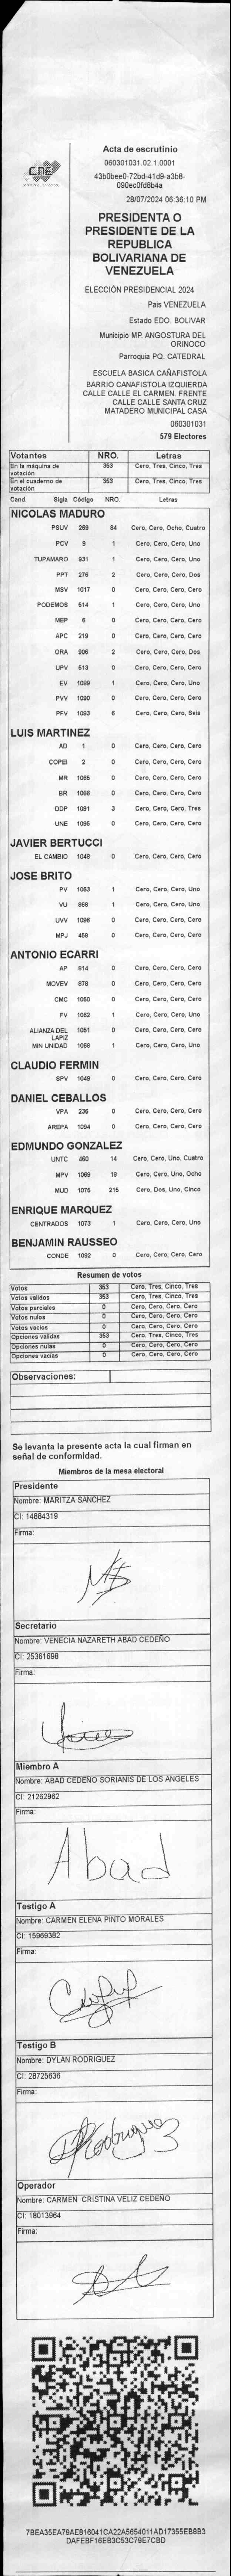 CNE
Acta de escrutinio
060301031.02.1.0001
43b0bee0-72bd-41d9-a3b8-
090ec0fd8b4a
28/07/2024 06:36:10 PM
PRESIDENTA O
PRESIDENTE DE LA
REPUBLICA
BOLIVARIANA DE
VENEZUELA
ELECCIÓN PRESIDENCIAL 2024
Pais VENEZUELA
Estado EDO. BOLIVAR
Municipio MP. ANGOSTURA DEL
ORINOCO
Parroquia PQ. CATEDRAL
ESCUELA BASICA CAÑAFISTOLA
BARRIO CANAFISTOLA IZQUIERDA
CALLE CALLE EL CARMEN. FRENTE
CALLE CALLE SANTA CRUZ
MATADERO MUNICIPAL CASA
060301031
579 Electores
Votantes NRO. Letras
En la máquina de votación 353 Cero, Tres, Cinco, Tres
En el cuaderno de votación 353 Cero, Tres, Cinco, Tres
Cand. Sigla Código NRO. Letras
NICOLAS MADURO
PSUV 269 84 Cero, Cero, Ocho, Cuatro
PCV 9 1 Cero, Cero, Cero, Uno
TUPAMARO 931 1 Cero, Cero, Cero, Uno
PPT 276 2 Cero, Cero, Cero, Dos
MSV 1017 0 Cero, Cero, Cero, Cero
PODEMOS 514 1 Cero, Cero, Cero, Uno
MEP 6 0 Cero, Cero, Cero, Cero
APC 219 0 Cero, Cero, Cero, Cero
ORA 906 2 Cero, Cero, Cero, Dos
UPV 513 0 Cero, Cero, Cero, Cero
EV 1089 1 Cero, Cero, Cero, Uno
PVV 1090 0 Cero, Cero, Cero, Cero
PFV 1093 6 Cero, Cero, Cero, Seis
LUIS MARTINEZ
AD 1 0 Cero, Cero, Cero, Cero
COPEI 2 0 Cero, Cero, Cero, Cero
MR 1065 0 Cero, Cero, Cero, Cero
BR 1066 0 Cero, Cero, Cero, Cero
DDP 1091 3 Cero, Cero, Cero, Tres
UNE 1095 0 Cero, Cero, Cero, Cero
JAVIER BERTUCCI
EL CAMBIO 1048 0 Cero, Cero, Cero, Cero
JOSE BRITO
PV 1053 1 Cero, Cero, Cero, Uno
VU 868 1 Cero, Cero, Cero, Uno
UVV 1096 0 Cero, Cero, Cero, Cero
MPJ 458 0 Cero, Cero, Cero, Cero
ANTONIO ECARRI
AP 814 0 Cero, Cero, Cero, Cero
MOVEV 878 0 Cero, Cero, Cero, Cero
CMC 1050 0 Cero, Cero, Cero, Cero
FV 1062 1 Cero, Cero, Cero, Uno
ALIANZA DEL LAPIZ 1051 0 Cero, Cero, Cero, Cero
MIN UNIDAD 1068 1 Cero, Cero, Cero, Uno
CLAUDIO FERMIN
SPV 1049 0 Cero, Cero, Cero, Cero
DANIEL CEBALLOS
VPA 236 0 Cero, Cero, Cero, Cero
AREPA 1094 0 Cero, Cero, Cero, Cero
EDMUNDO GONZALEZ
UNTC 460 14 Cero, Cero, Uno, Cuatro
MPV 1069 18 Cero, Cero, Uno, Ocho
MUD 1075 215 Cero, Dos, Uno, Cinco
ENRIQUE MARQUEZ
CENTRADOS 1073 1 Cero, Cero, Cero, Uno
BENJAMIN RAUSSEO
CONDE 1092 0 Cero, Cero, Cero, Cero
Resumen de votos
Votos 353 Cero, Tres, Cinco, Tres
Votos validos 353 Cero, Tres, Cinco, Tres
Votos parciales 0 Cero, Cero, Cero, Cero
Votos nulos 0 Cero, Cero, Cero, Cero
Votos vacios 0 Cero, Cero, Cero, Cero
Opciones validas 353 Cero, Tres, Cinco, Tres
Opciones nulas 0 Cero, Cero, Cero, Cero
Opciones vacias 0 Cero, Cero, Cero, Cero
Observaciones:
Se levanta la presente acta la cual firman en
señal de conformidad.
Miembros de la mesa electoral
Presidente
Nombre: MARITZA SANCHEZ
CI: 14884319
Firma:
Secretario
Nombre: VENECIA NAZARETH ABAD CEDEÑO
CI: 25361698
Firma:
Miembro A
Nombre: ABAD CEDEÑO SORIANIS DE LOS ANGELES
CI: 21262962
Firma:
Abad
Testigo A
Nombre: CARMEN ELENA PINTO MORALES
CI: 15969382
Firma:
Testigo B
Nombre: DYLAN RODRIGUEZ
CI: 28725636
Firma:
DRodriguez
Operador
Nombre: CARMEN CRISTINA VELIZ CEDEÑO
CI: 18013964
Firma:
7BEA35EA79AE816041CA22A5654011AD17355EB8B3
DAFEBF16EB3C53C79E7CBD